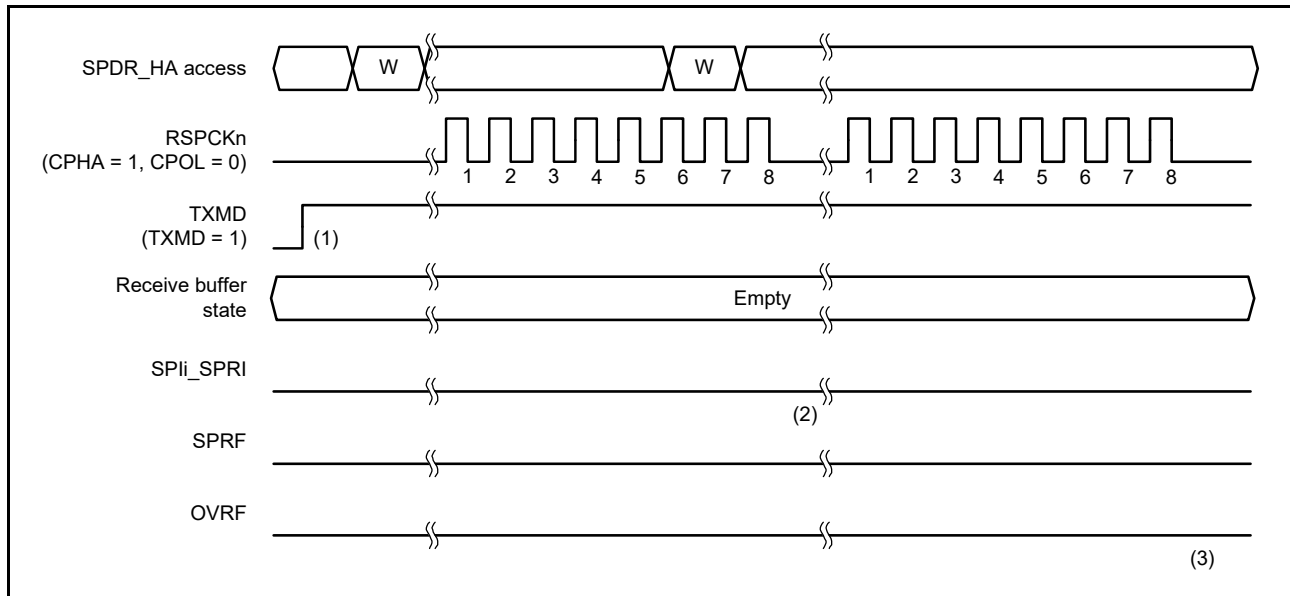 SPDR_HA access
W
W
RSPCKn
(CPHA = 1, CPOL = 0)
1 2 3 4 5 6 7 8
1 2 3 4 5 6 7 8
TXMD
(TXMD = 1)
(1)
Receive buffer
state
Empty
SPIi_SPRI
(2)
SPRF
OVRF
(3)